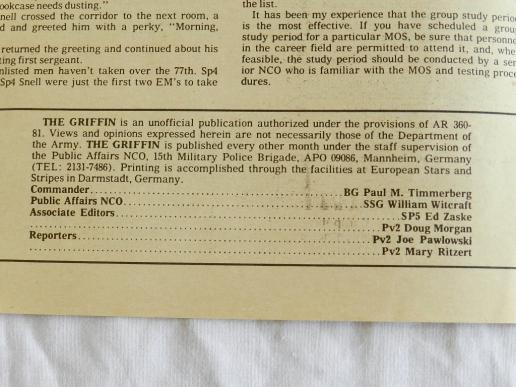 ookcase needs dusting."
nell crossed the corridor to the next room, a
d and greeted him with a perky, "Morning,
returned the greeting and continued about his
ting first sergeant.
nlisted men haven't taken over the 77th. Sp4
Sp4 Snell were just the first two EM's to take
the list.
It has been my experience that the group study perio
is the most effective. If you have scheduled a grou
study period for a particular MOS, be sure that personne
in the career field are permitted to attend it, and, whe
feasible, the study period should be conducted by a sen
ior NCO who is familiar with the MOS and testing proce
dures.
THE GRIFFIN is an unofficial publication authorized under the provisions of AR 360-
81. Views and opinions expressed herein are not necessarily those of the Department of
the Army. THE GRIFFIN is published every other month under the staff supervision of
the Public Affairs NCO, 15th Military Police Brigade, APO 09086, Mannheim, Germany
(TEL: 2131-7486). Printing is accomplished through the facilities at European Stars and
Stripes in Darmstadt, Germany.
Commander......................................................BG Paul M. Timmerberg
Public Affairs NCO..................................................SSG William Witcraft
Associate Editors..........................................................SP5 Ed Zaske
.....................................................................Pv2 Doug Morgan
Reporters...........................................................Pv2 Joe Pawlowski
.....................................................................Pv2 Mary Ritzert